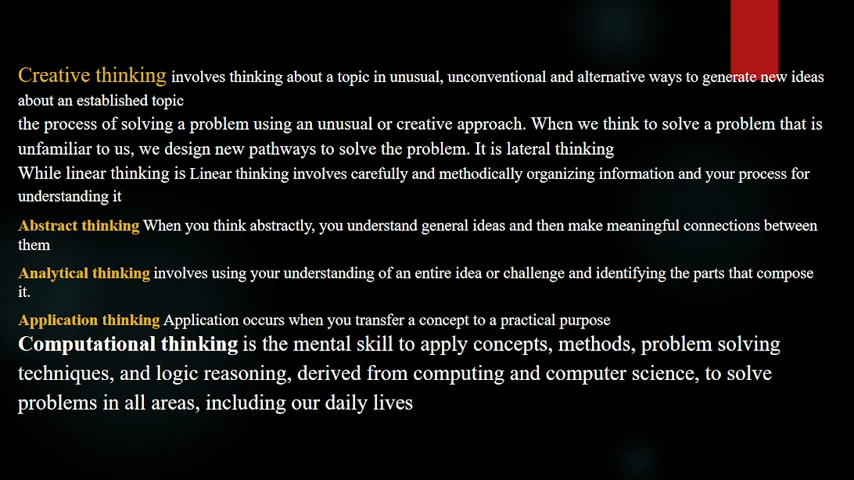 Creative thinking involves thinking about a topic in unusual, unconventional and alternative ways to generate new ideas
about an established topic
the process of solving a problem using an unusual or creative approach. When we think to solve a problem that is
unfamiliar to us, we design new pathways to solve the problem. It is lateral thinking
While linear thinking is Linear thinking involves carefully and methodically organizing information and your process for
understanding it
Abstract thinking When you think abstractly, you understand general ideas and then make meaningful connections between
them
Analytical thinking involves using your understanding of an entire idea or challenge and identifying the parts that compose
it.
Application thinking Application occurs when you transfer a concept to a practical purpose
Computational thinking is the mental skill to apply concepts, methods, problem solving
techniques, and logic reasoning, derived from computing and computer science, to solve
problems in all areas, including our daily lives